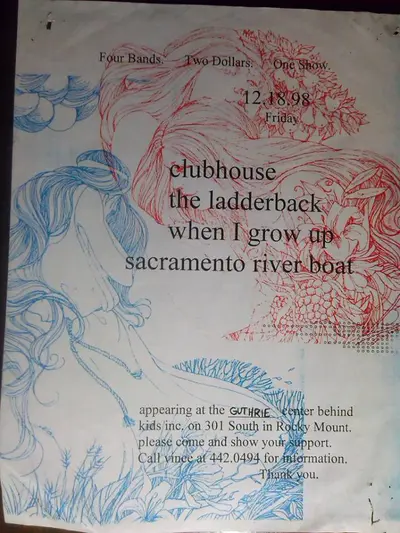 Four Bands. Two Dollars. One Show.
12.18.98
Friday
clubhouse
the ladderback
when I grow up
sacramento river boat
appearing at the GUTHRIE center behind
kids inc. on 301 South in Rocky Mount.
please come and show your support.
Call vince at 442.0494 for information.
Thank you.